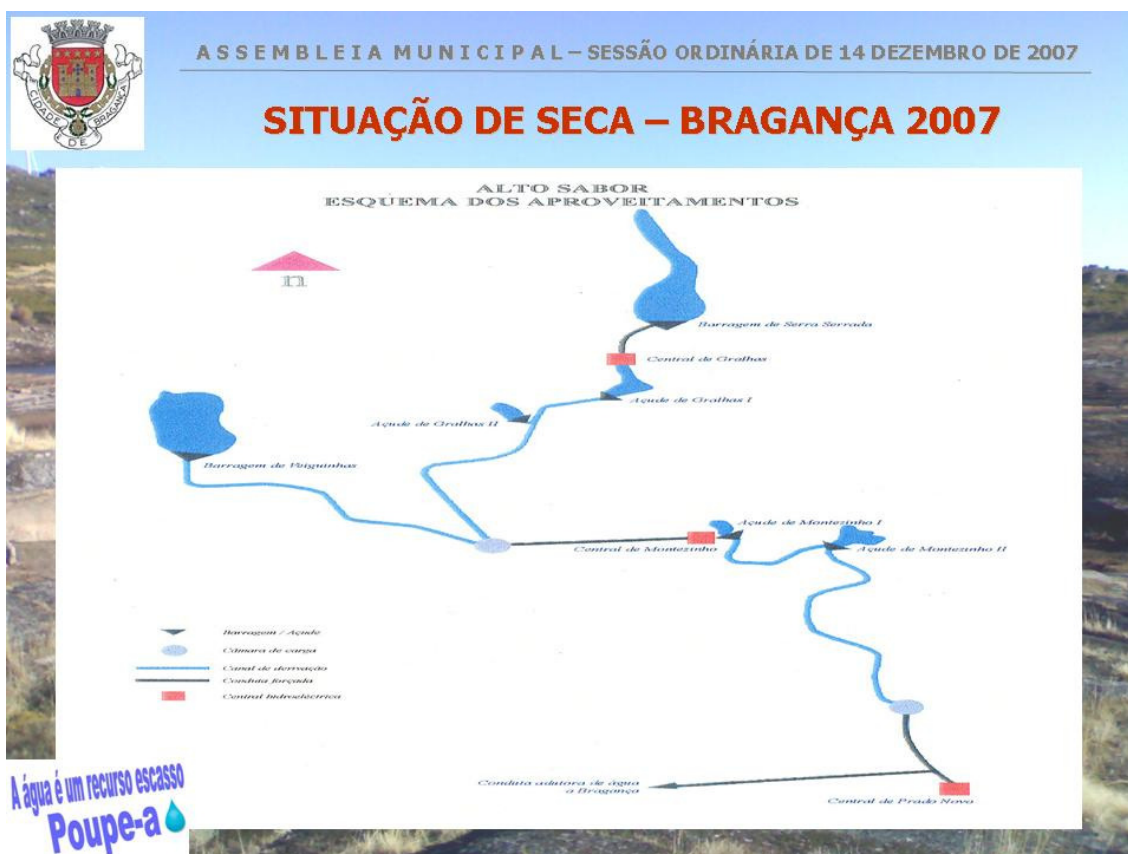 ASSEMBLEIA MUNICIPAL – SESSÃO ORDINÁRIA DE 14 DEZEMBRO DE 2007
CIDADE DE BRAGANÇA
SITUAÇÃO DE SECA – BRAGANÇA 2007
ALTO SABOR
ESQUEMA DOS APROVEITAMENTOS
n
Barragem de Serra Serrada
Central de Gralhas
Açude de Gralhas I
Açude de Gralhas II
Barragem de Veiguinhas
Açude de Montezinho I
Central de Montezinho
Açude de Montezinho II
Barragem / Açude
Câmara de carga
Canal de derivação
Conduta forçada
Central hidroeléctrica
Conduta adutora de água
a Bragança
Central de Prado Novo
A água é um recurso escasso
Poupe-a